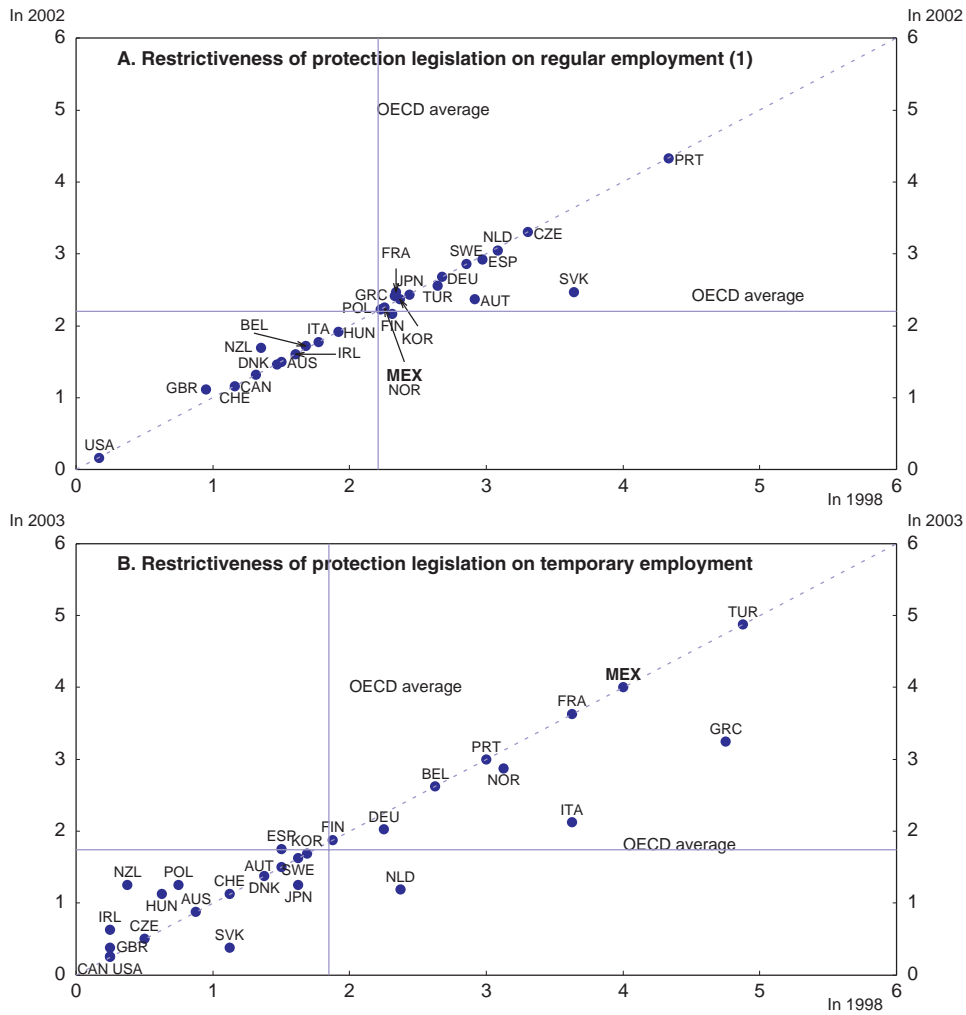 In 2002
In 2002
6
6
A. Restrictiveness of protection legislation on regular employment (1)
5
OECD average
5
PRT
4
4
NLD
CZE
3
SWE
3
FRA
ESP
JPN
DEU
SVK
GRC
TUR
AUT
OECD average
POL
2
FIN
2
BEL
ITA
HUN
KOR
NZL
IRL
DNK
AUS
MEX
GBR
CAN
NOR
1
CHE
1
USA
0
0
0
1
2
3
4
5
6
In 1998
In 2003
In 2003
6
6
B. Restrictiveness of protection legislation on temporary employment
5
TUR
5
4
OECD average
MEX
4
FRA
GRC
3
PRT
3
BEL
NOR
ITA
2
DEU
2
FIN
ESP
KOR
OECD average
NZL
POL
CHE
AUT
SWE
NLD
1
HUN
AUS
DNK
JPN
1
IRL
CZE
SVK
GBR
0
CAN USA
0
0
1
2
3
4
5
6
In 1998